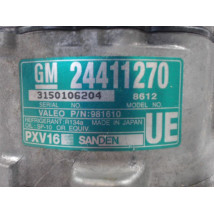 GM 24411270
3150106204 8612
SERIAL NO. MODEL NO.
VALEO P/N:961610
REFRIGERANT:R134a MADE IN JAPAN
OIL SP-10 OR EQUIV.
PXV16 SANDEN UE